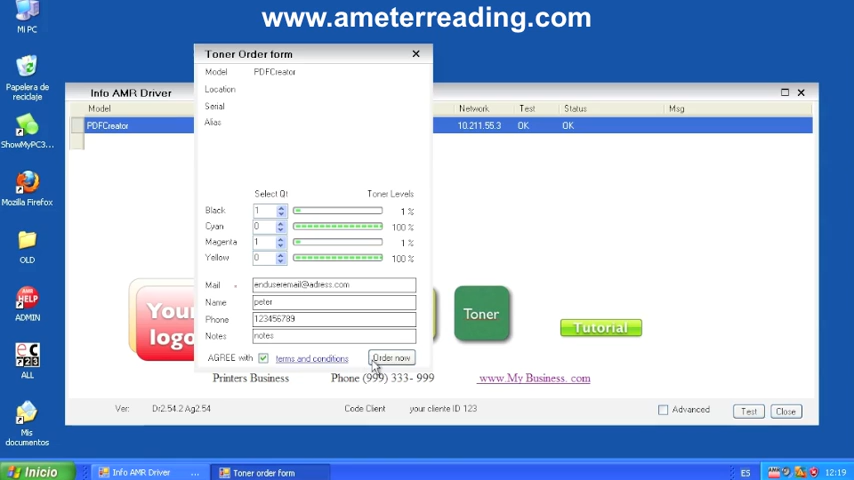 www.ameterreading.com
Mi PC
Papelera de
reciclaje
ShowMyPC3...
Mozilla Firefox
OLD
ADMIN
HELP
ALL
Mis
documentos
Toner Order form
Model PDFCreator
Location
Serial
Alias
Select Qt Toner Levels
Black 1 1 %
Cyan 0 100 %
Magenta 1 1 %
Yellow 0 100 %
Mail enduseremail@adress.com
Name peter
Phone 123456789
Notes notes
AGREE with terms and conditions Order now
Info AMR Driver
Model Network Test Status Msg
PDFCreator 10.211.55.3 OK OK
Your
logo
Toner
Tutorial
Printers Business Phone (999) 333- 999 www.My Business. com
Ver: Dr2.54.2 Ag2.54 Code Client your cliente ID 123 Advanced Test Close
Inicio Info AMR Driver ... Toner order form ES 12:19